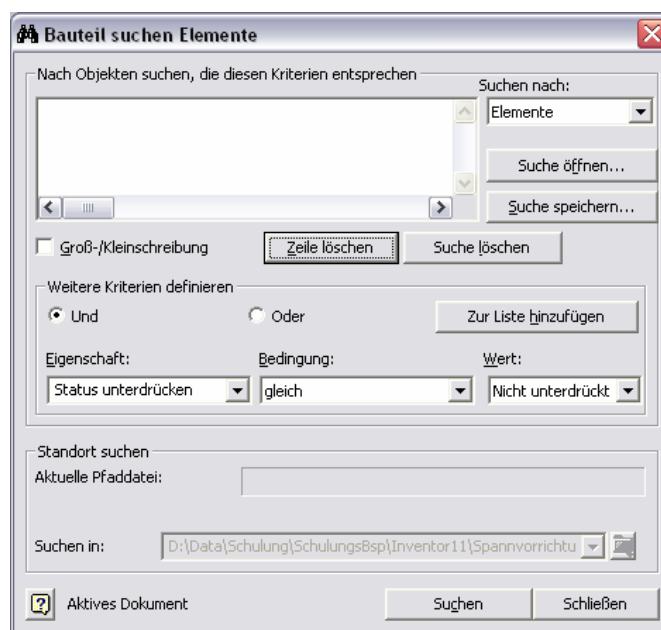 Bauteil suchen Elemente
Nach Objekten suchen, die diesen Kriterien entsprechen
Suchen nach:
Elemente
Suche öffnen...
Suche speichern...
Groß-/Kleinschreibung
Zeile löschen
Suche löschen
Weitere Kriterien definieren
Und
Oder
Zur Liste hinzufügen
Eigenschaft:
Bedingung:
Wert:
Status unterdrücken
gleich
Nicht unterdrückt
Standort suchen
Aktuelle Pfaddatei:
Suchen in:
D:\Data\Schulung\SchulungsBsp\Inventor11\Spannvorrichtu
Aktives Dokument
Suchen
Schließen